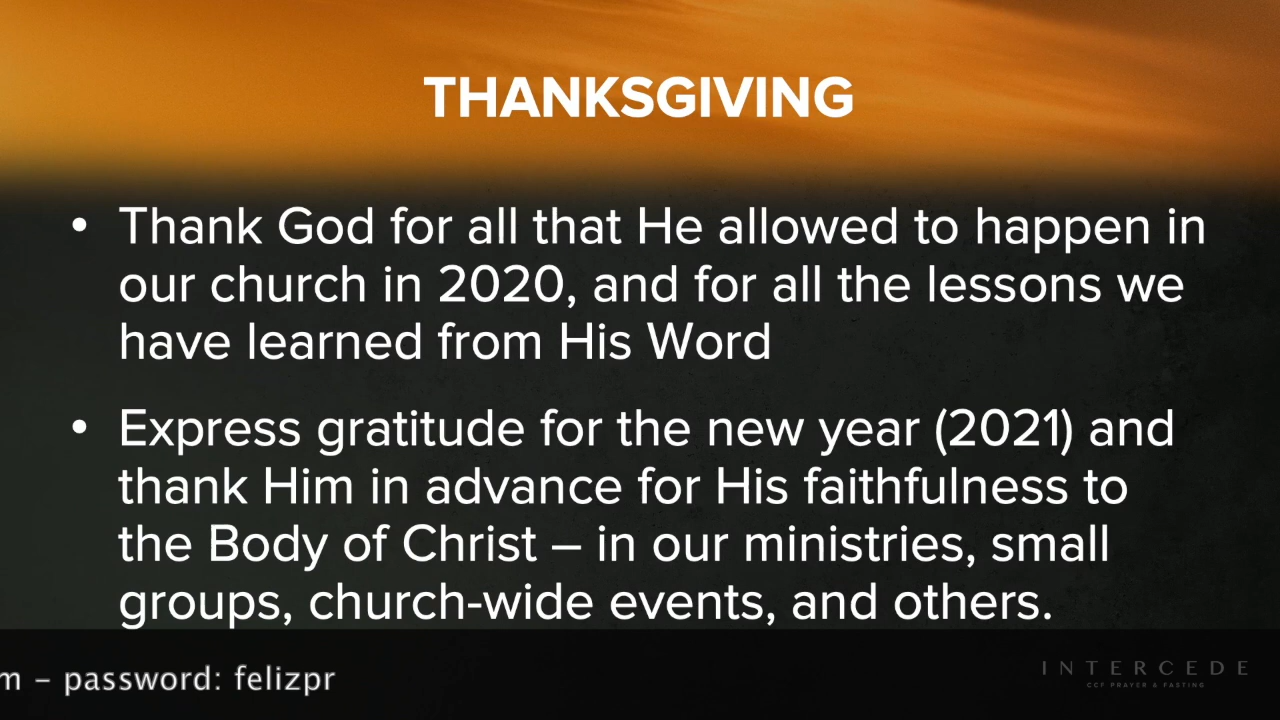 THANKSGIVING
• Thank God for all that He allowed to happen in
our church in 2020, and for all the lessons we
have learned from His Word
• Express gratitude for the new year (2021) and
thank Him in advance for His faithfulness to
the Body of Christ – in our ministries, small
groups, church-wide events, and others.
m – password: felizpr
INTERCEDE
CCF PRAYER & FASTING